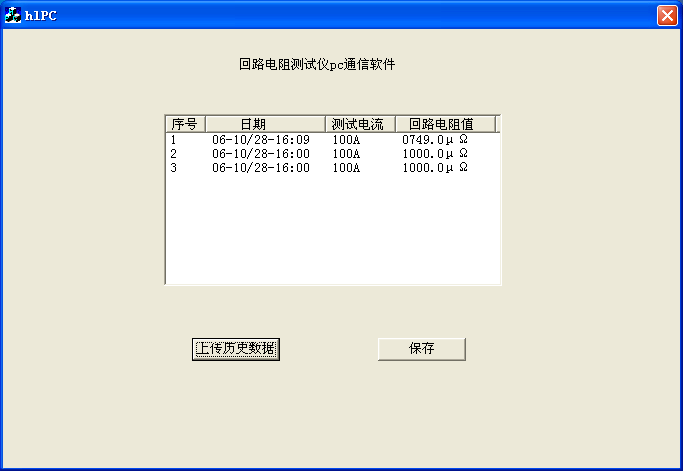 hlPC
回路电阻测试仪pc通信软件
序号 日期 测试电流 回路电阻值
1 06-10/28-16:09 100A 0749.0μΩ
2 06-10/28-16:00 100A 1000.0μΩ
3 06-10/28-16:00 100A 1000.0μΩ
上传历史数据 保存